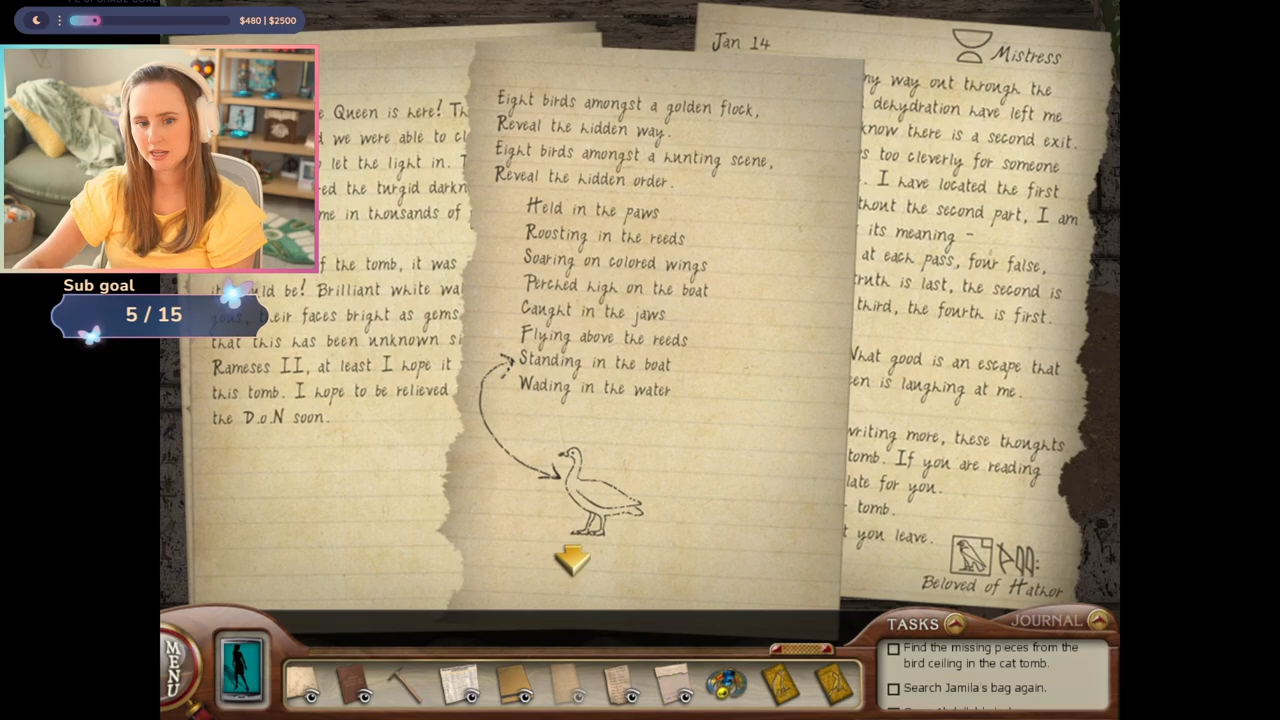 $480 | $2500
Sub goal
5 / 15
e Queen is here! Th
d we were able to cl
let the light in. T
red the turgid darkn
me in thousands of
f the tomb, it was
ld be! Brilliant white wal
gous, their faces bright as gems
that this has been unknown si
Rameses II, at least I hope it
this tomb. I hope to be relieved
the D.o.N soon.
Eight birds amongst a golden flock,
Reveal the hidden way.
Eight birds amongst a hunting scene,
Reveal the hidden order.
Held in the paws
Roosting in the reeds
Soaring on colored wings
Perched high on the boat
Caught in the jaws
Flying above the reeds
Standing in the boat
Wading in the water
Jan 14
Mistress
ny way out through the
dehydration have left me
know there is a second exit.
s too cleverly for someone
. I have located the first
thout the second part, I am
its meaning -
at each pass, four false,
truth is last, the second is
third, the fourth is first.
What good is an escape that
en is laughing at me.
writing more, these thoughts
tomb. If you are reading
late for you.
tomb.
t you leave.
Beloved of Hathor
MENU
TASKS
JOURNAL
Find the missing pieces from the
bird ceiling in the cat tomb.
Search Jamila's bag again.